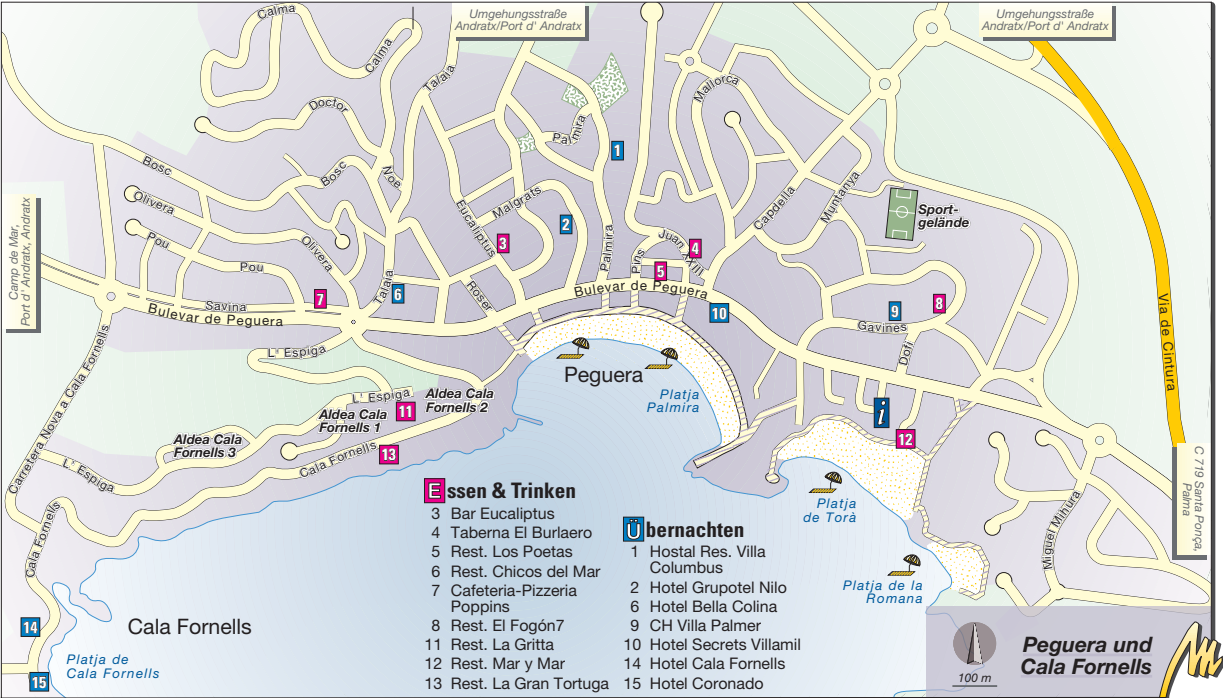 Umgehungsstraße
Andratx/Port d' Andratx
Umgehungsstraße
Andratx/Port d' Andratx
Calma
Calma
Talaia
Doctor
Mallorca
Palmira
1
Bosc
Bosc
Noe
Olivera
Olivera
Malgrats
Eucaliptus
Capdella
Muntanya
Sport-
gelände
Camp de Mar,
Port d' Andratx, Andratx
Pou
Pou
2
3
Palmira
Pins
Juan XXIII
4
5
Talaia
6
Roser
7
Savina
Bulevar de Peguera
Bulevar de Peguera
10
9
8
Gavines
Dofí
Via de Cintura
L' Espiga
L' Espiga
Peguera
Platja
Palmira
Carretera Nova a Cala Fornells
Aldea Cala
Fornells 2
11
Aldea Cala
Fornells 1
Aldea Cala
Fornells 3
i
12
13
Cala Fornells
L' Espiga
Cala Fornells
C 719 Santa Ponça,
Palma
Platja
de Torà
Platja de la
Romana
Miguel Mihura
Essen & Trinken
3 Bar Eucaliptus
4 Taberna El Burlaero
5 Rest. Los Poetas
6 Rest. Chicos del Mar
7 Cafeteria-Pizzeria
Poppins
8 Rest. El Fogón7
11 Rest. La Gritta
12 Rest. Mar y Mar
13 Rest. La Gran Tortuga
Übernachten
1 Hostal Res. Villa
Columbus
2 Hotel Grupotel Nilo
6 Hotel Bella Colina
9 CH Villa Palmer
10 Hotel Secrets Villamil
14 Hotel Cala Fornells
15 Hotel Coronado
14
Cala Fornells
Platja de
Cala Fornells
15
100 m
Peguera und
Cala Fornells